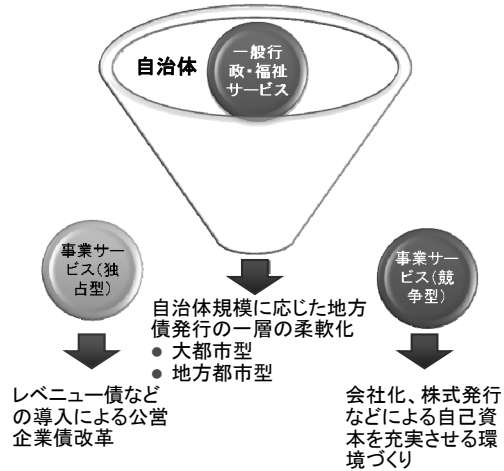 自治体
一般行
政・福祉
サービス
事業サー
ビス(独
占型)
事業サー
ビス(競
争型)
自治体規模に応じた地方
債発行の一層の柔軟化
● 大都市型
● 地方都市型
レベニュー債など
の導入による公営
企業債改革
会社化、株式発行
などによる自己資
本を充実させる環
境づくり